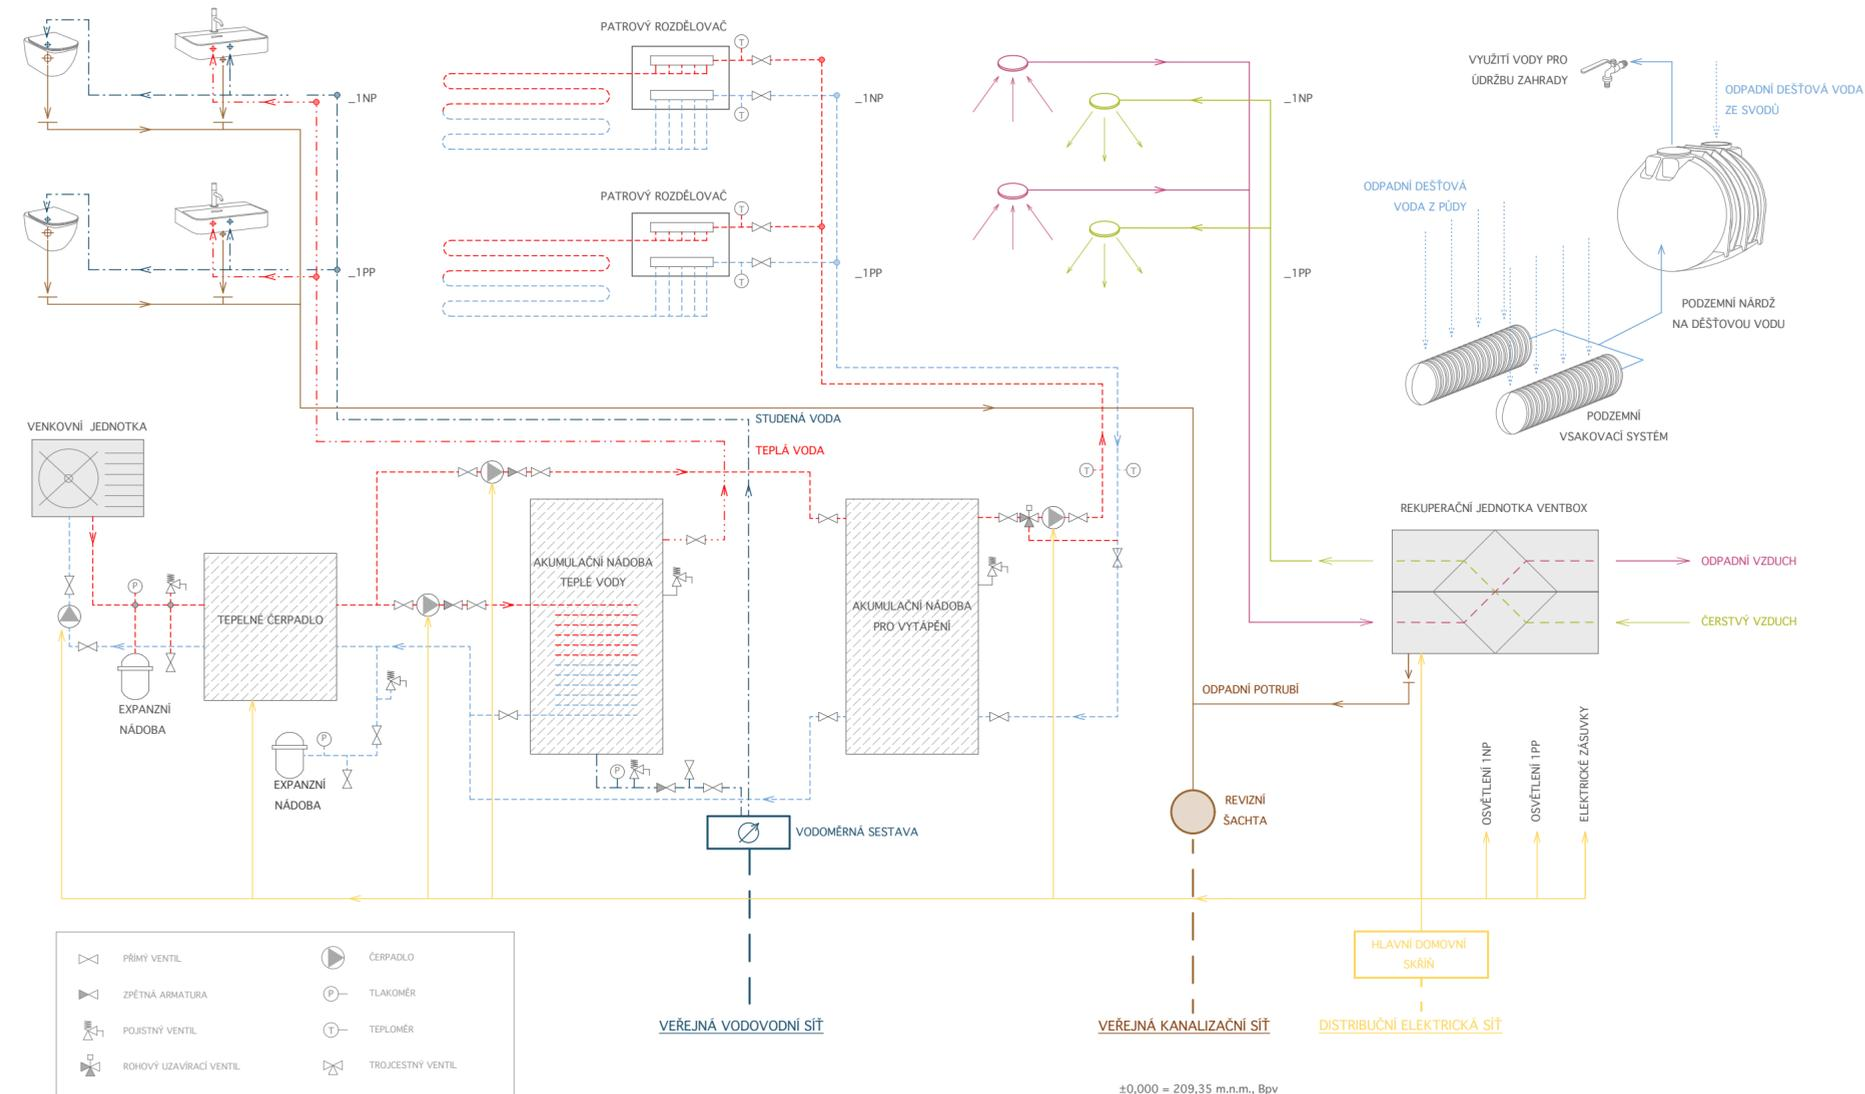 PATROVÝ ROZDĚLOVAČ
T
T
_1NP
_1NP
VYUŽITÍ VODY PRO
ÚDRŽBU ZAHRADY
ODPADNÍ DEŠŤOVÁ VODA
ZE SVODŮ
PATROVÝ ROZDĚLOVAČ
T
T
_1PP
_1PP
ODPADNÍ DEŠŤOVÁ
VODA Z PŮDY
PODZEMNÍ NÁRDŽ
NA DĚŠŤOVOU VODU
PODZEMNÍ
VSAKOVACÍ SYSTÉM
VENKOVNÍ JEDNOTKA
STUDENÁ VODA
TEPLÁ VODA
T
T
REKUPERAČNÍ JEDNOTKA VENTBOX
ODPADNÍ VZDUCH
ČERSTVÝ VZDUCH
P
TEPELNÉ ČERPADLO
AKUMULAČNÍ NÁDOBA
TEPLÉ VODY
AKUMULAČNÍ NÁDOBA
PRO VYTÁPĚNÍ
EXPANZNÍ
NÁDOBA
P
EXPANZNÍ
NÁDOBA
P
ODPADNÍ POTRUBÍ
VODOMĚRNÁ SESTAVA
REVIZNÍ
ŠACHTA
OSVĚTLENÍ 1NP
OSVĚTLENÍ 1PP
ELEKTRICKÉ ZÁSUVKY
HLAVNÍ DOMOVNÍ
SKŘÍŇ
VEŘEJNÁ VODOVODNÍ SÍŤ
VEŘEJNÁ KANALIZAČNÍ SÍŤ
DISTRIBUČNÍ ELEKTRICKÁ SÍŤ
PŘÍMÝ VENTIL
ČERPADLO
ZPĚTNÁ ARMATURA
P
TLAKOMĚR
POJISTNÝ VENTIL
T
TEPLOMĚR
ROHOVÝ UZAVÍRACÍ VENTIL
TROJCESTNÝ VENTIL
±0,000 = 209,35 m.n.m., Bpv